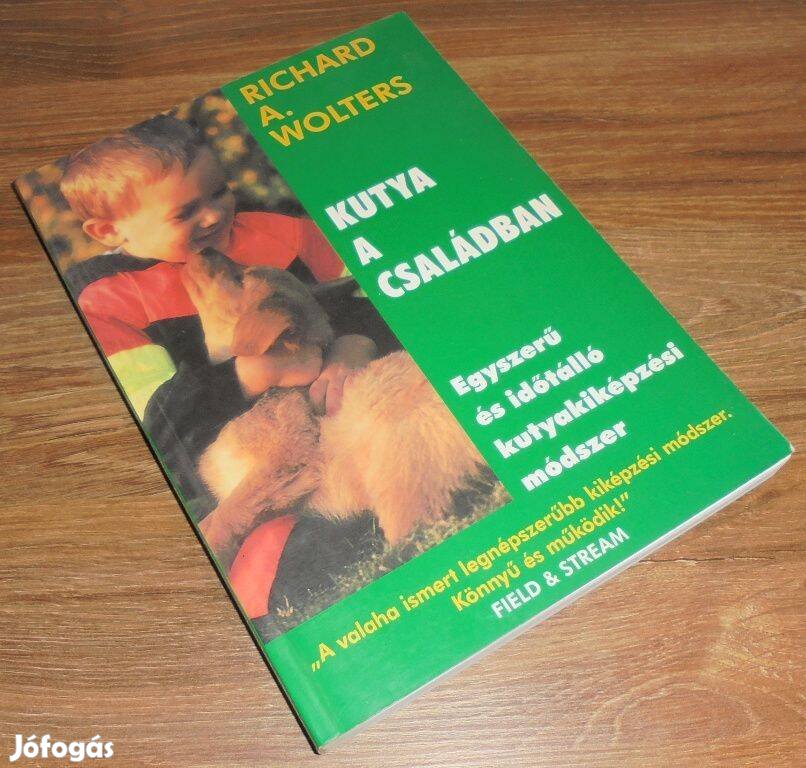 RICHARD
A.
WOLTERS
KUTYA
A
CSALÁDBAN
Egyszerű
és időtálló
kutyakiképzési
módszer
„A valaha ismert legnépszerűbb kiképzési módszer.
Könnyű és működik!”
FIELD & STREAM
Jófogás